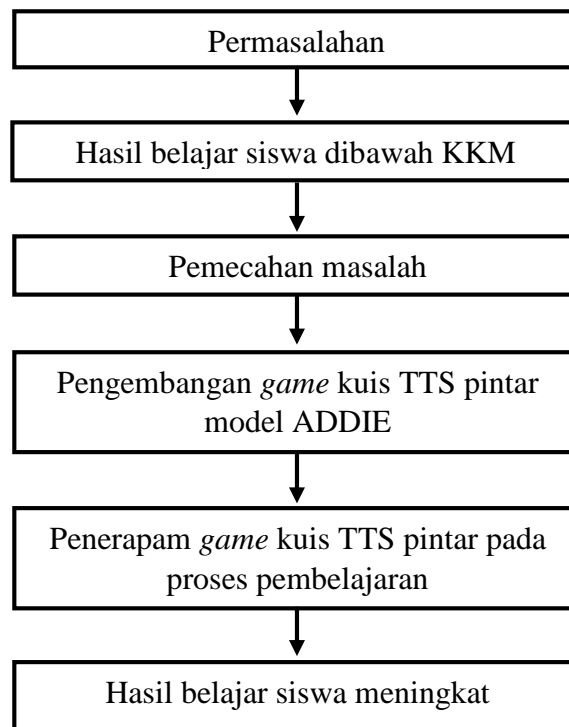 Permasalahan
Hasil belajar siswa dibawah KKM
Pemecahan masalah
Pengembangan game kuis TTS pintar
model ADDIE
Penerapam game kuis TTS pintar pada
proses pembelajaran
Hasil belajar siswa meningkat